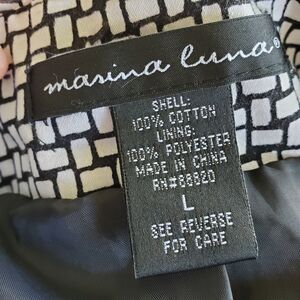 marina luna®
SHELL:
100% COTTON
LINING:
100% POLYESTER
MADE IN CHINA
RN#88820
L
SEE REVERSE
FOR CARE